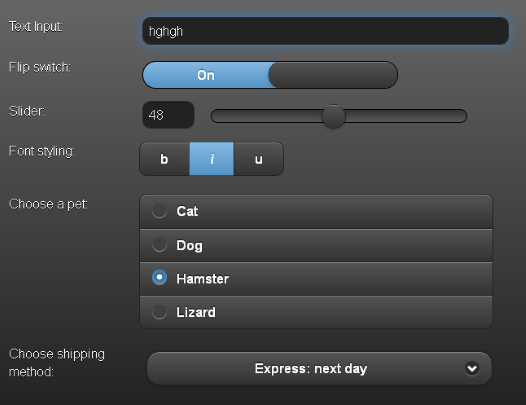 Text Input: hghgh
Flip switch: On
Slider: 48
Font styling: b i u
Choose a pet: Cat
Dog
Hamster
Lizard
Choose shipping
method: Express: next day